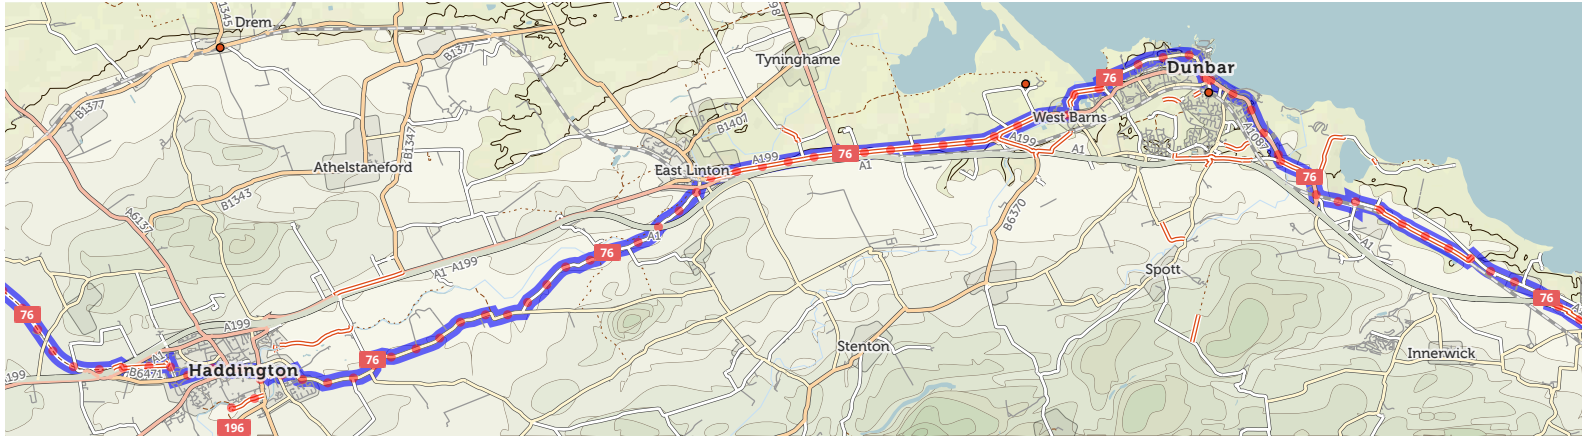 B1345
Drem
98
B1377
Tyninghame
Dunbar
76
B1377
B1407
West Barns
B1347
A199
A1
A1087
76
A199
A1
Athelstaneford
East Linton
76
B1343
A6137
B6370
A1
76
A1
A1
A199
Spott
76
76
A199
Stenton
Innerwick
A1
76
Haddington
B6471
A199
196